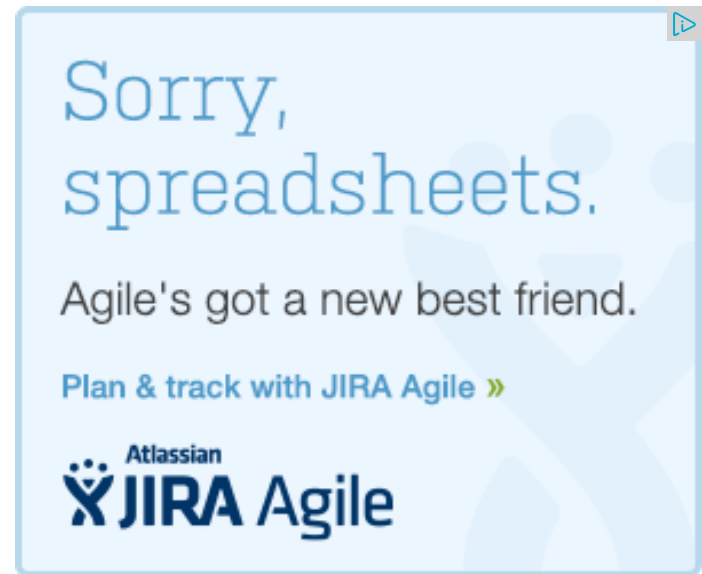 Sorry,
spreadsheets.
Agile's got a new best friend.
Plan & track with JIRA Agile »
Atlassian
JIRA Agile